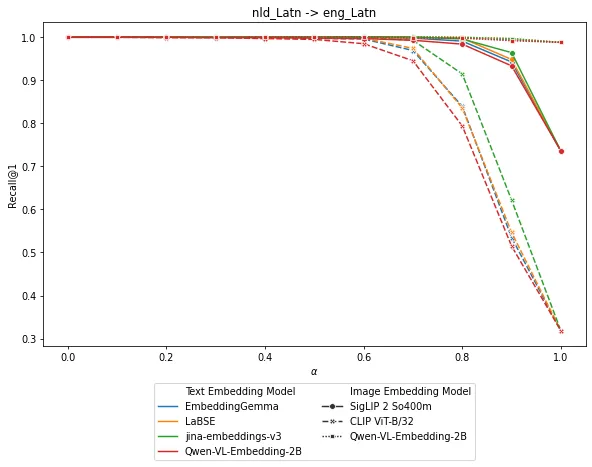 nld_Latn -> eng_Latn
Recall@1
1.0
0.9
0.8
0.7
0.6
0.5
0.4
0.3
0.0 0.2 0.4 0.6 0.8 1.0
α
Text Embedding Model Image Embedding Model
EmbeddingGemma SigLIP 2 So400m
LaBSE CLIP ViT-B/32
jina-embeddings-v3 Qwen-VL-Embedding-2B
Qwen-VL-Embedding-2B